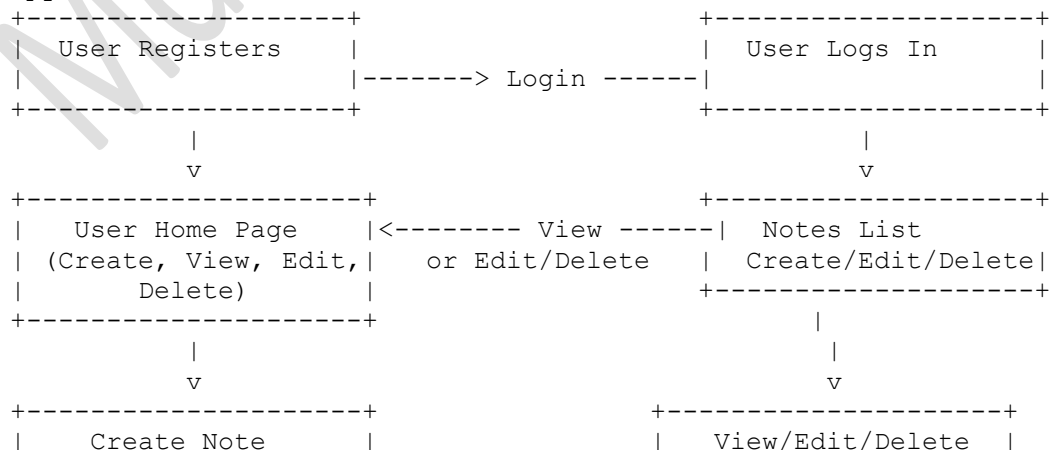 +-------------------+ +-------------------+
| User Registers | | User Logs In |
| |-------> Login ------| |
+-------------------+ +-------------------+
| |
v v
+--------------------+ +-------------------+
| User Home Page |<-------- View ------| Notes List
| (Create, View, Edit,| or Edit/Delete | Create/Edit/Delete|
| Delete) | +-------------------+
+--------------------+ |
| |
v v
+--------------------+ +--------------------+
| Create Note | | View/Edit/Delete |